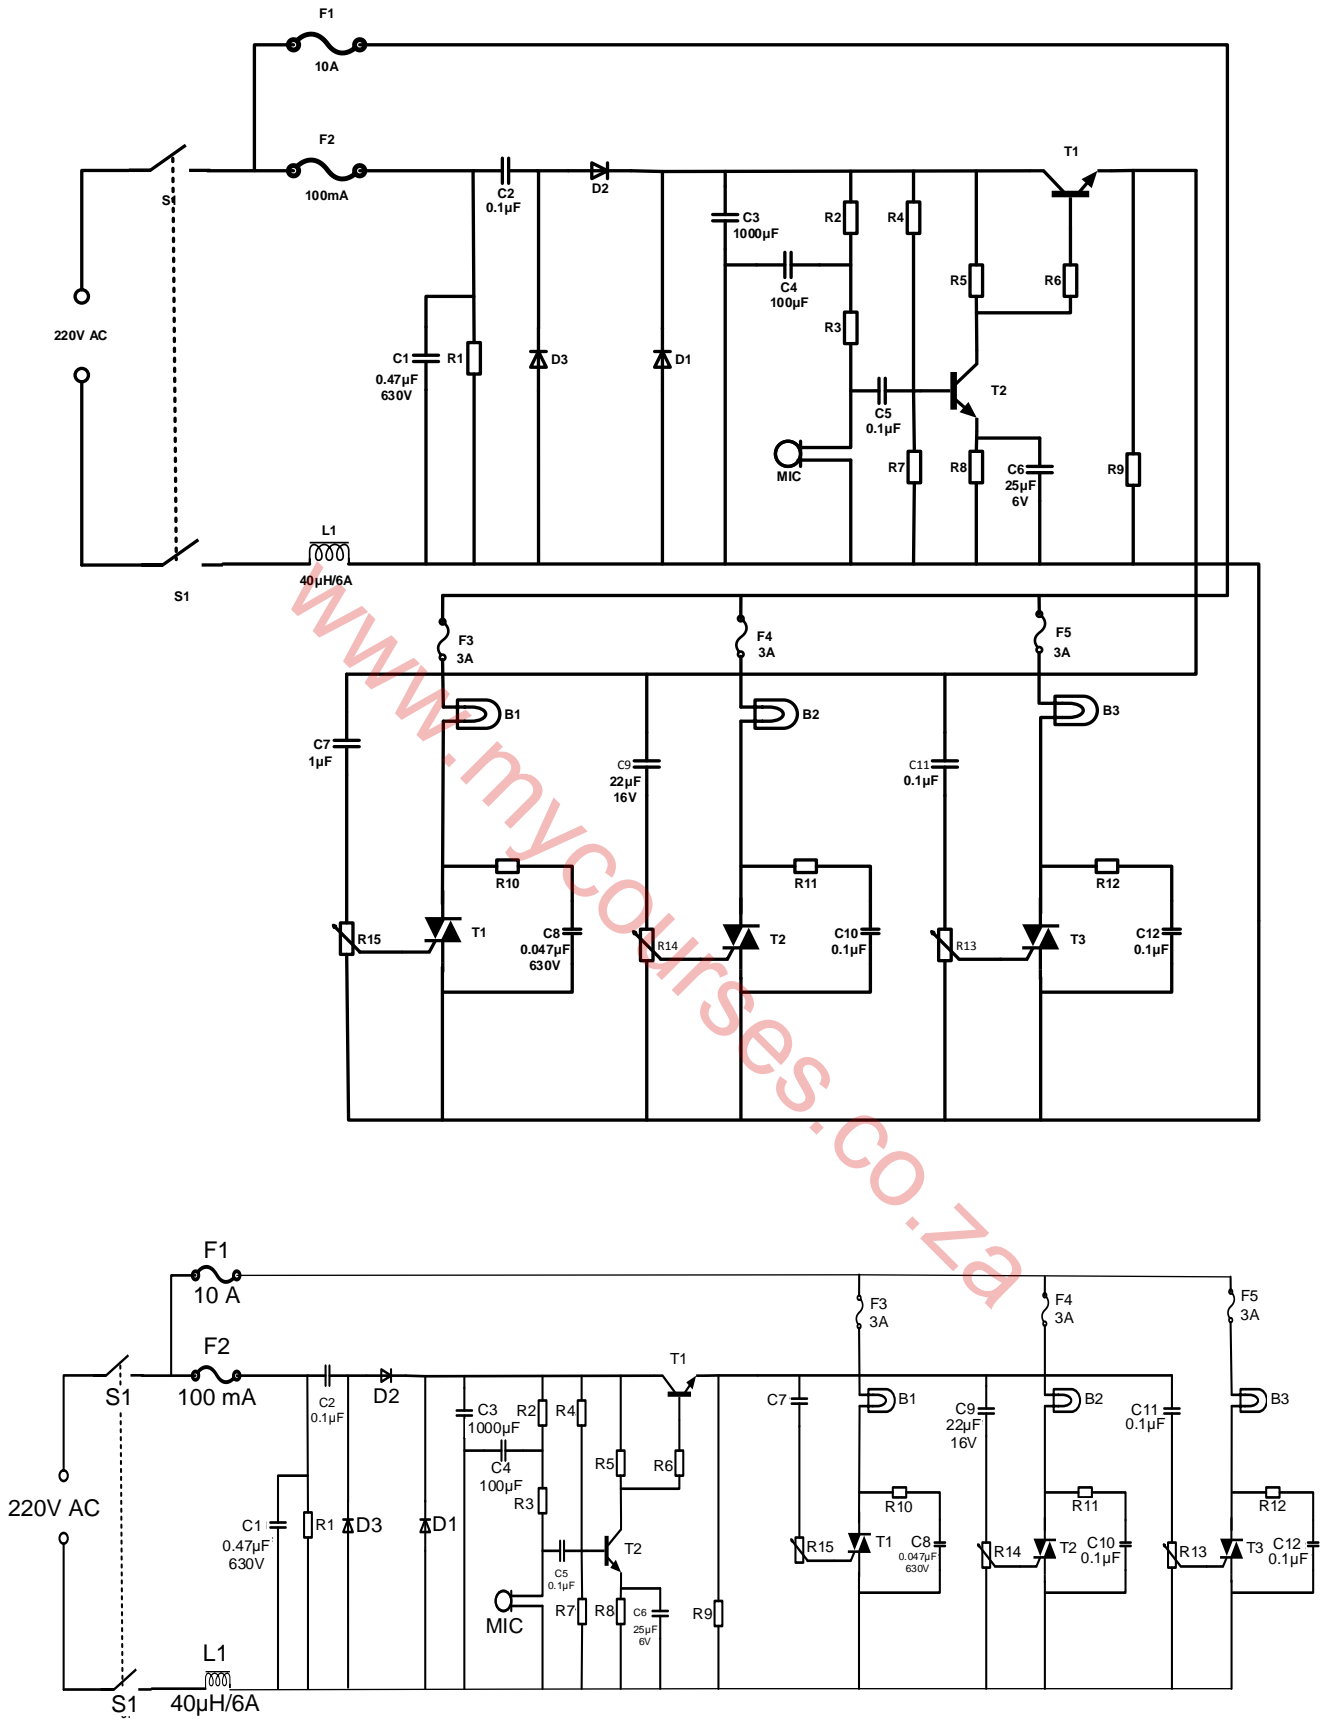 F1
10A
F2
100mA
S1
220V AC
S1
L1
40µH/6A
C1
0.47µF
630V
R1
C2
0.1µF
D3
D2
D1
C3
1000µF
C4
100µF
R2
R3
R4
C5
0.1µF
MIC
R7
R5
T2
R8
C6
25µF
6V
R6
T1
R9
F3
3A
F4
3A
F5
3A
B1
B2
B3
C7
1µF
C9
22µF
16V
C11
0.1µF
R10
R11
R12
R15
T1
C8
0.047µF
630V
R14
T2
C10
0.1µF
R13
T3
C12
0.1µF
www.mycourses.co.za
F1
10 A
F2
100 mA
S1
220V AC
S1
L1
40µH/6A
C1
0.47µF
630V
R1
C2
0.1µF
D3
D2
D1
C3
1000µF
C4
100µF
R2
R3
R4
C5
0.1µF
MIC
R7
R5
T2
R8
C6
25µF
6V
R6
T1
R9
F3
3A
F4
3A
F5
3A
C7
B1
C9
22µF
16V
B2
C11
0.1µF
B3
R10
R11
R12
R15
T1
C8
0.047µF
630V
R14
T2
C10
0.1µF
R13
T3
C12
0.1µF